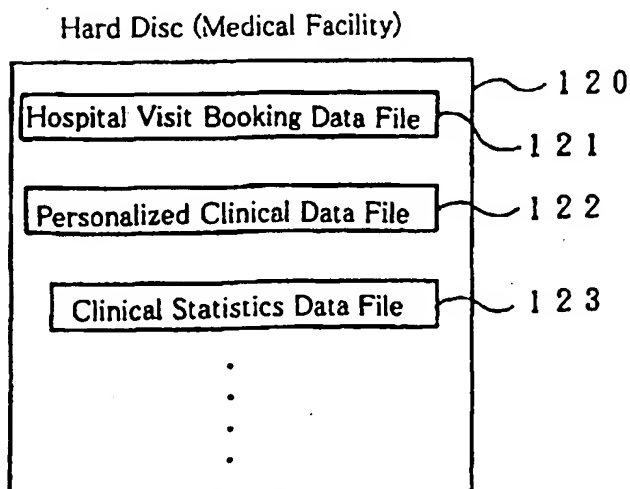 Hard Disc (Medical Facility)
120
Hospital Visit Booking Data File
121
Personalized Clinical Data File
122
Clinical Statistics Data File
123